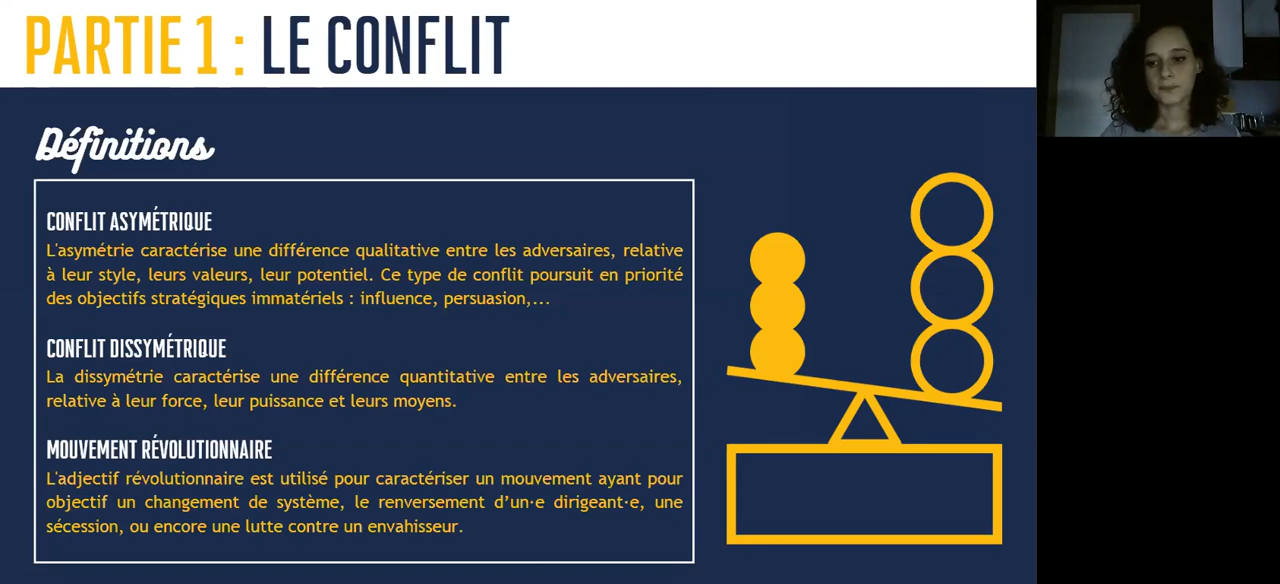 PARTIE 1 : LE CONFLIT
Définitions
CONFLIT ASYMÉTRIQUE
L'asymétrie caractérise une différence qualitative entre les adversaires, relative
à leur style, leurs valeurs, leur potentiel. Ce type de conflit poursuit en priorité
des objectifs stratégiques immatériels : influence, persuasion,...
CONFLIT DISSYMÉTRIQUE
La dissymétrie caractérise une différence quantitative entre les adversaires,
relative à leur force, leur puissance et leurs moyens.
MOUVEMENT RÉVOLUTIONNAIRE
L'adjectif révolutionnaire est utilisé pour caractériser un mouvement ayant pour
objectif un changement de système, le renversement d’un·e dirigeant·e, une
sécession, ou encore une lutte contre un envahisseur.